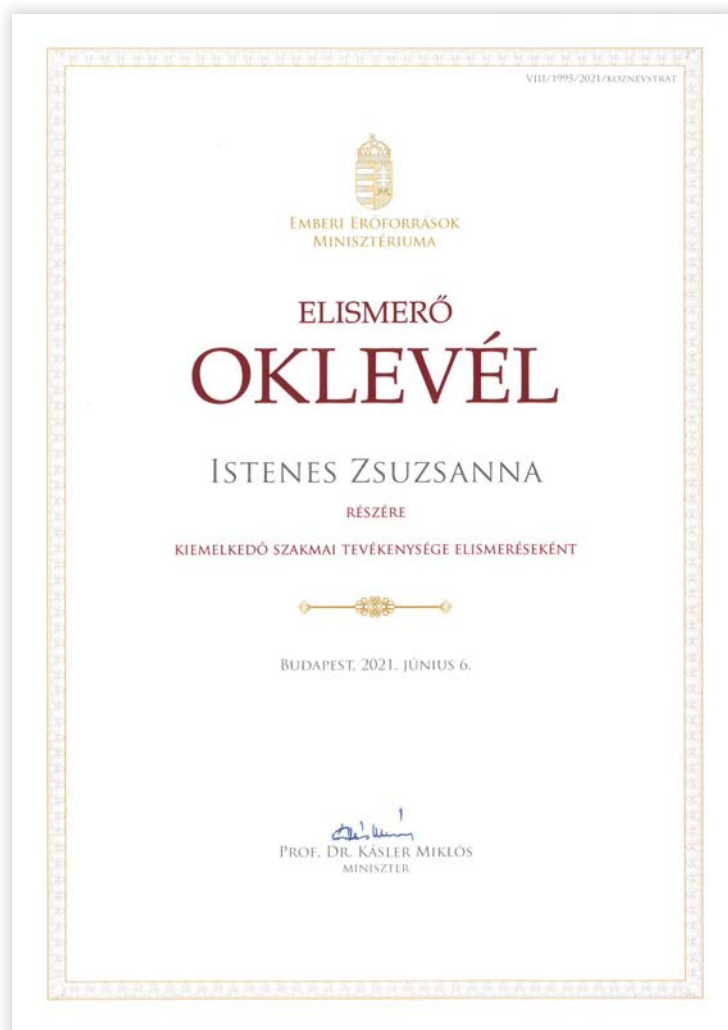 VIII/1995/2021/KOZNEVSTRAT
EMBERI ERŐFORRÁSOK
MINISZTÉRIUMA
ELISMERŐ
OKLEVÉL
ISTENES ZSUZSANNA
RÉSZÉRE
KIEMELKEDŐ SZAKMAI TEVÉKENYSÉGE ELISMERÉSEKÉNT
BUDAPEST, 2021. JÚNIUS 6.
PROF. DR. KÁSLER MIKLÓS
MINISZTER